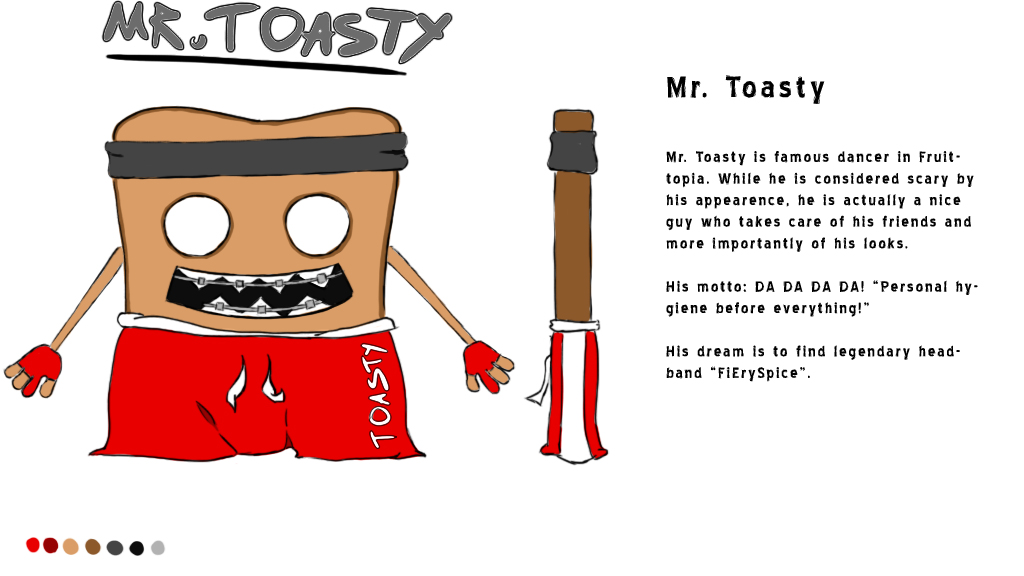 MR. TOASTY
TOASTY
Mr. Toasty
Mr. Toasty is famous dancer in Fruit-
topia. While he is considered scary by
his appearence, he is actually a nice
guy who takes care of his friends and
more importantly of his looks.
His motto: DA DA DA DA! “Personal hy-
giene before everything!”
His dream is to find legendary head-
band “FiErySpice”.